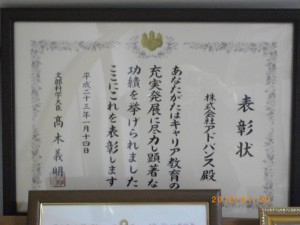 表彰状
株式会社アドバンス殿
あなたがたはキャリア教育の
充実発展に尽力し顕著な
功績を挙げられました
ここにこれを表彰します
平成二十三年一月十四日
文部科学大臣
髙木義明